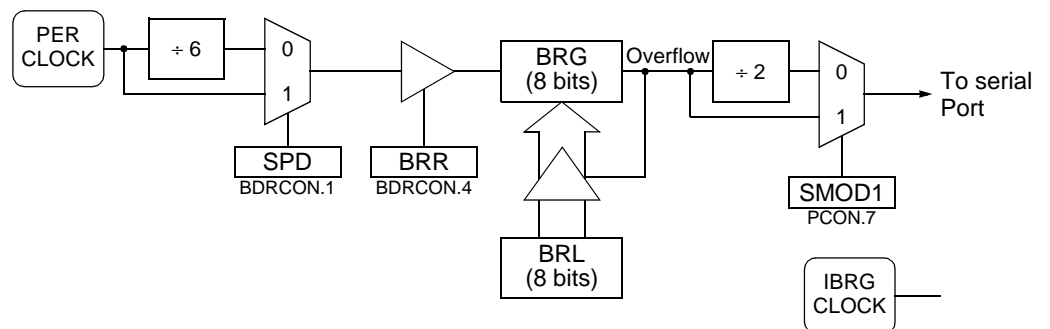 PER
CLOCK
÷ 6
0
1
SPD
BDRCON.1
BRR
BDRCON.4
BRG
(8 bits)
Overflow
÷ 2
0
1
To serial
Port
SMOD1
PCON.7
BRL
(8 bits)
IBRG
CLOCK